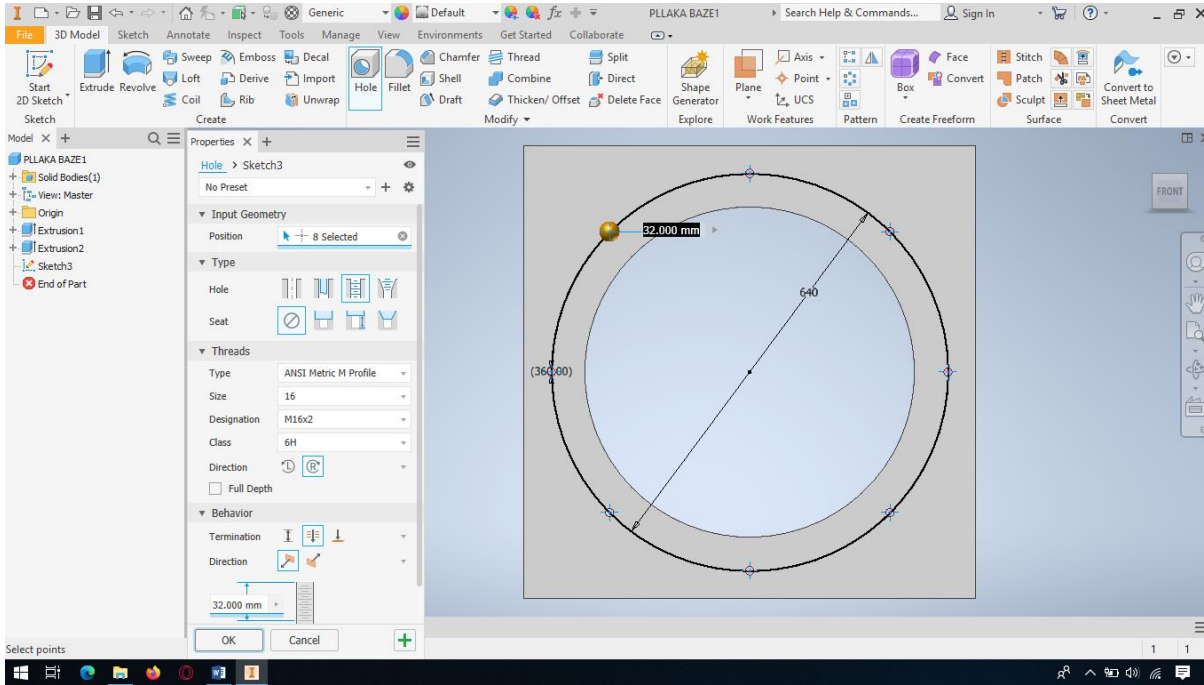 Generic Default fx PLLAKA BAZE1 Search Help & Commands... Sign In
File 3D Model Sketch Annotate Inspect Tools Manage View Environments Get Started Collaborate
Start 2D Sketch
Extrude Revolve
Sweep Emboss Decal
Loft Derive Import
Coil Rib Unwrap
Hole Fillet
Chamfer Thread Split
Shell Combine Direct
Draft Thicken/ Offset Delete Face
Shape Generator
Plane
Axis
Point
UCS
Box
Face
Convert
Stitch
Patch
Sculpt
Convert to Sheet Metal
Sketch Create Modify Explore Work Features Pattern Create Freeform Surface Convert
Model
PLLAKA BAZE1
Solid Bodies(1)
View: Master
Origin
Extrusion1
Extrusion2
Sketch3
End of Part
Properties
Hole > Sketch3
No Preset
Input Geometry
Position 8 Selected
Type
Hole
Seat
Threads
Type ANSI Metric M Profile
Size 16
Designation M16x2
Class 6H
Direction
Full Depth
Behavior
Termination
Direction
32.000 mm
OK Cancel
32.000 mm
640
FRONT
Select points
1 1